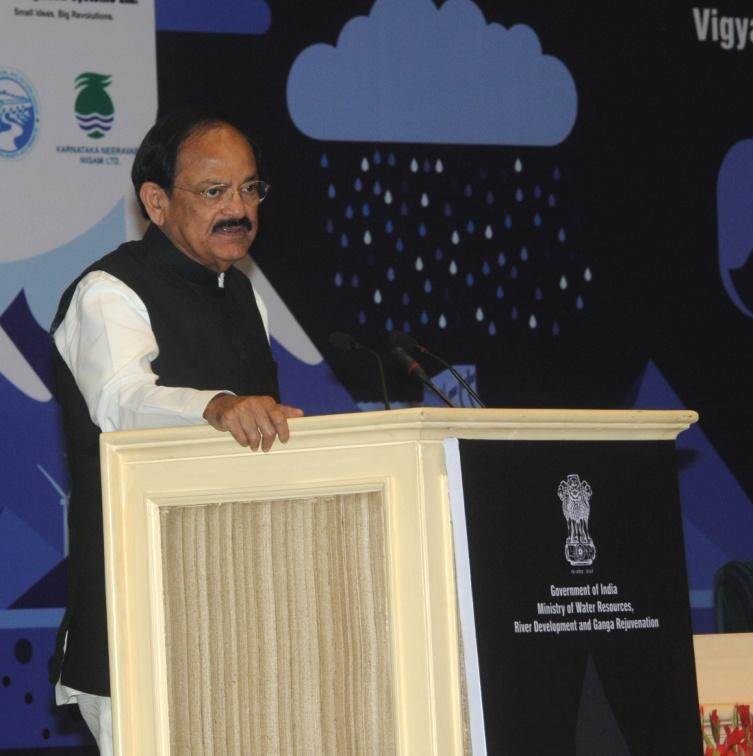 Small Ideas. Big Revolutions.
KARNATAKA NEERAVARI
NIGAM LTD.
Government of India
Ministry of Water Resources,
River Development and Ganga Rejuvenation